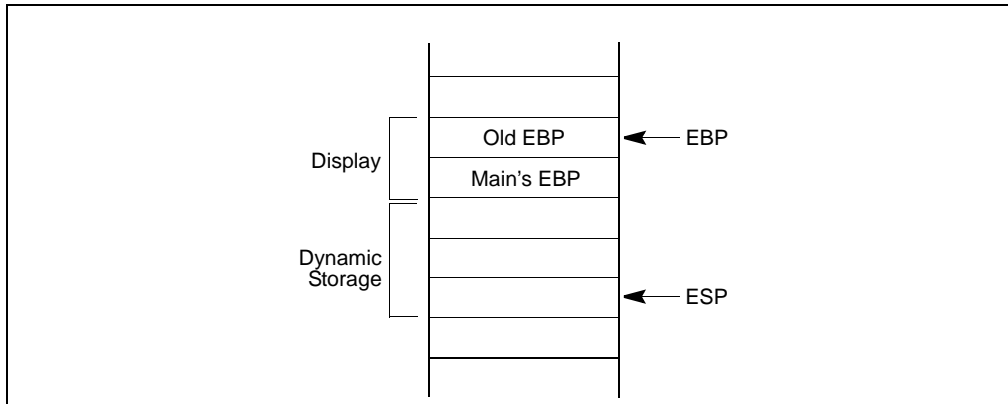 Old EBP
EBP
Display
Main's EBP
Dynamic
Storage
ESP